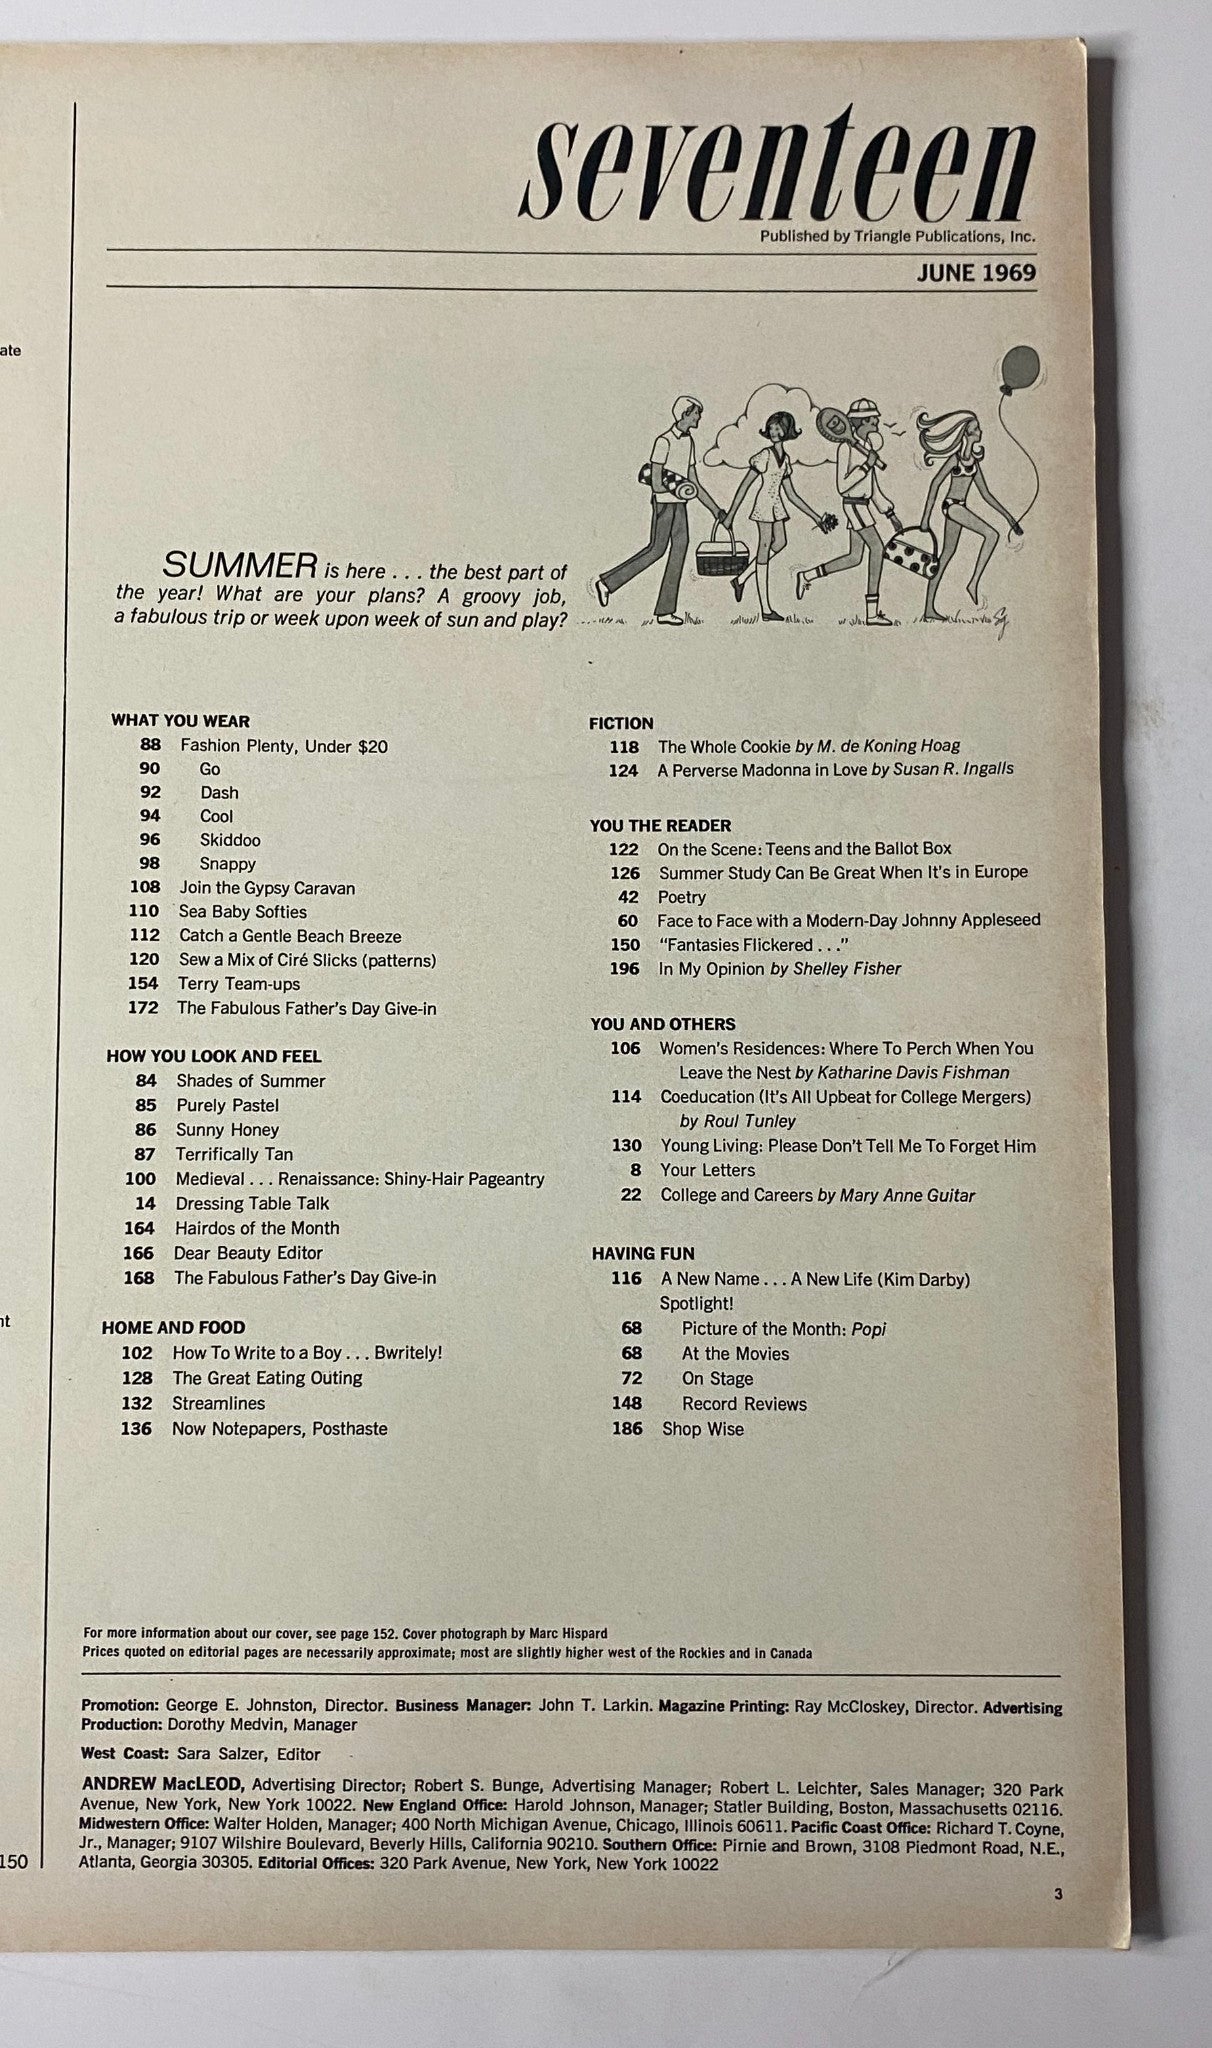 seventeen
Published by Triangle Publications, Inc.
JUNE 1969
ate
SUMMER is here . . . the best part of
the year! What are your plans? A groovy job,
a fabulous trip or week upon week of sun and play?
Sg
WHAT YOU WEAR
88 Fashion Plenty, Under $20
90 Go
92 Dash
94 Cool
96 Skiddoo
98 Snappy
108 Join the Gypsy Caravan
110 Sea Baby Softies
112 Catch a Gentle Beach Breeze
120 Sew a Mix of Ciré Slicks (patterns)
154 Terry Team-ups
172 The Fabulous Father's Day Give-in
HOW YOU LOOK AND FEEL
84 Shades of Summer
85 Purely Pastel
86 Sunny Honey
87 Terrifically Tan
100 Medieval . . . Renaissance: Shiny-Hair Pageantry
14 Dressing Table Talk
164 Hairdos of the Month
166 Dear Beauty Editor
168 The Fabulous Father's Day Give-in
nt
HOME AND FOOD
102 How To Write to a Boy . . . Bwritely!
128 The Great Eating Outing
132 Streamlines
136 Now Notepapers, Posthaste
FICTION
118 The Whole Cookie by M. de Koning Hoag
124 A Perverse Madonna in Love by Susan R. Ingalls
YOU THE READER
122 On the Scene: Teens and the Ballot Box
126 Summer Study Can Be Great When It's in Europe
42 Poetry
60 Face to Face with a Modern-Day Johnny Appleseed
150 "Fantasies Flickered . . ."
196 In My Opinion by Shelley Fisher
YOU AND OTHERS
106 Women's Residences: Where To Perch When You
Leave the Nest by Katharine Davis Fishman
114 Coeducation (It's All Upbeat for College Mergers)
by Roul Tunley
130 Young Living: Please Don't Tell Me To Forget Him
8 Your Letters
22 College and Careers by Mary Anne Guitar
HAVING FUN
116 A New Name . . . A New Life (Kim Darby)
Spotlight!
68 Picture of the Month: Popi
68 At the Movies
72 On Stage
148 Record Reviews
186 Shop Wise
For more information about our cover, see page 152. Cover photograph by Marc Hispard
Prices quoted on editorial pages are necessarily approximate; most are slightly higher west of the Rockies and in Canada
Promotion: George E. Johnston, Director. Business Manager: John T. Larkin. Magazine Printing: Ray McCloskey, Director. Advertising
Production: Dorothy Medvin, Manager
West Coast: Sara Salzer, Editor
ANDREW MacLEOD, Advertising Director; Robert S. Bunge, Advertising Manager; Robert L. Leichter, Sales Manager; 320 Park
Avenue, New York, New York 10022. New England Office: Harold Johnson, Manager; Statler Building, Boston, Massachusetts 02116.
Midwestern Office: Walter Holden, Manager; 400 North Michigan Avenue, Chicago, Illinois 60611. Pacific Coast Office: Richard T. Coyne,
Jr., Manager; 9107 Wilshire Boulevard, Beverly Hills, California 90210. Southern Office: Pirnie and Brown, 3108 Piedmont Road, N.E.,
Atlanta, Georgia 30305. Editorial Offices: 320 Park Avenue, New York, New York 10022
150
3